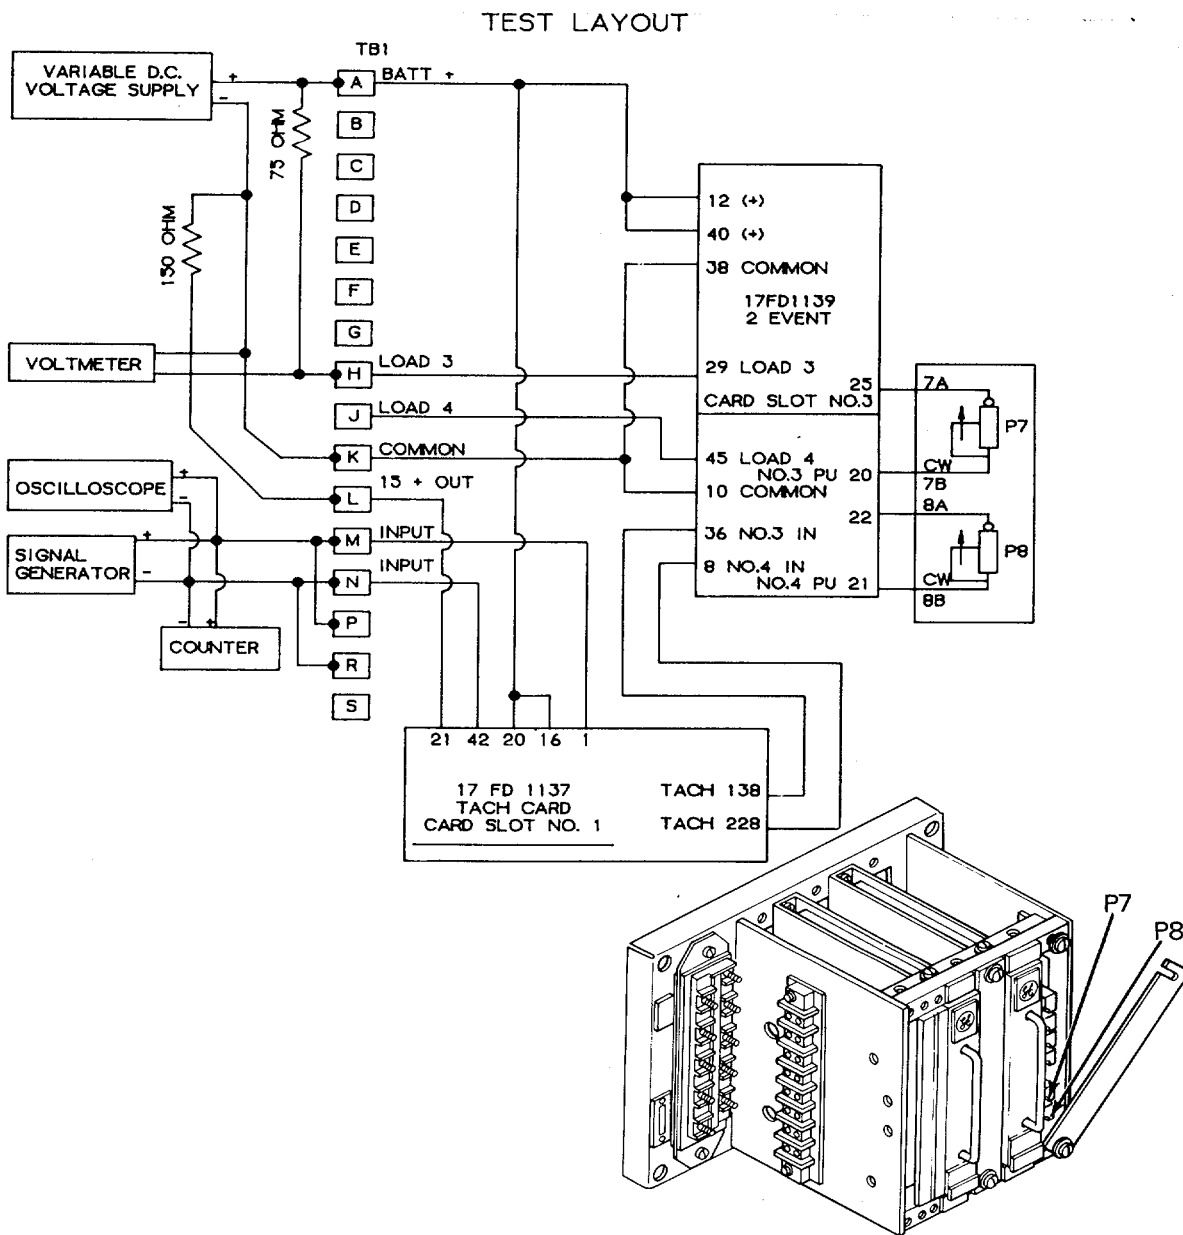 TEST LAYOUT
TB1
VARIABLE D.C.
VOLTAGE SUPPLY
+
-
A
BATT +
B
C
D
E
F
G
75 OHM
150 OHM
VOLTMETER
H
LOAD 3
J
LOAD 4
K
COMMON
L
15 + OUT
OSCILLOSCOPE
+
-
SIGNAL
GENERATOR
+
-
M
INPUT
N
INPUT
P
R
S
-
+
COUNTER
12 (+)
40 (+)
38 COMMON
17FD1139
2 EVENT
29 LOAD 3
25
CARD SLOT NO.3
45 LOAD 4
NO.3 PU 20
10 COMMON
22
36 NO.3 IN
8 NO.4 IN
NO.4 PU 21
7A
P7
CW
7B
8A
P8
CW
8B
21
42
20
16
1
17 FD 1137
TACH CARD
CARD SLOT NO. 1
TACH 138
TACH 228
P7
P8